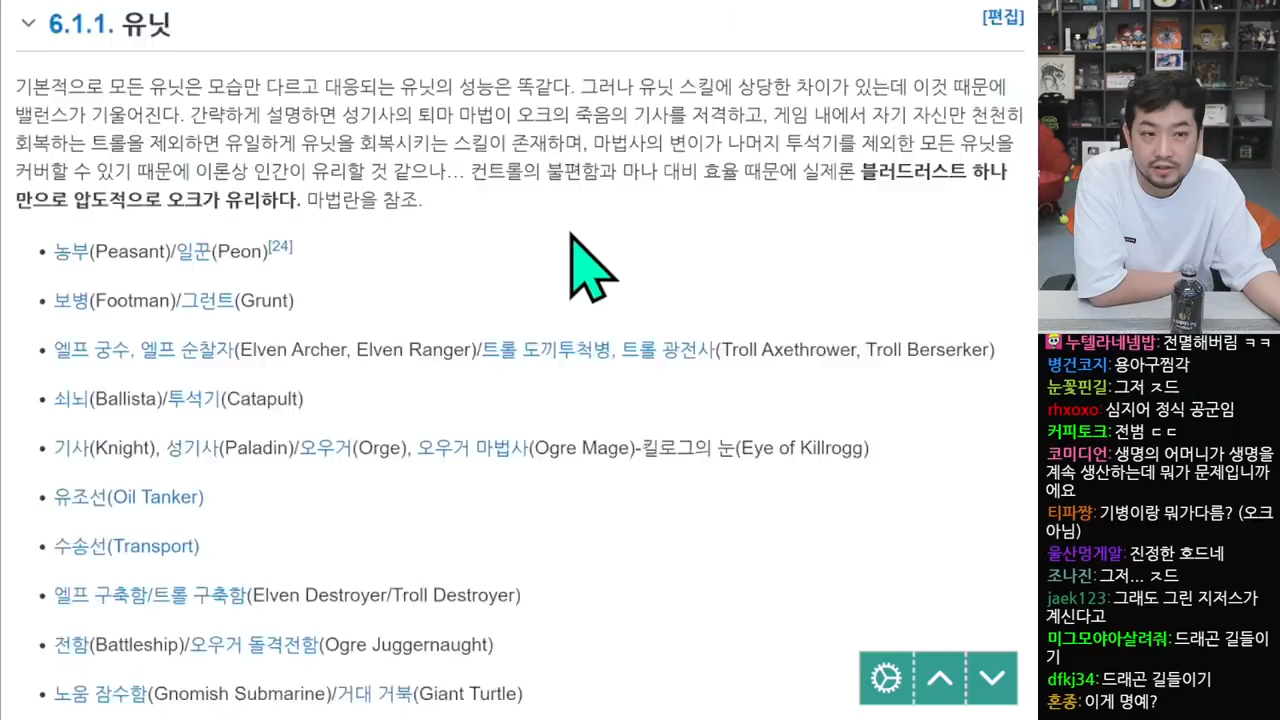 6.1.1. 유닛
[편집]
기본적으로 모든 유닛은 모습만 다르고 대응되는 유닛의 성능은 똑같다. 그러나 유닛 스킬에 상당한 차이가 있는데 이것 때문에
밸런스가 기울어진다. 간략하게 설명하면 성기사의 퇴마 마법이 오크의 죽음의 기사를 저격하고, 게임 내에서 자기 자신만 천천히
회복하는 트롤을 제외하면 유일하게 유닛을 회복시키는 스킬이 존재하며, 마법사의 변이가 나머지 투석기를 제외한 모든 유닛을
커버할 수 있기 때문에 이론상 인간이 유리할 것 같으나... 컨트롤의 불편함과 마나 대비 효율 때문에 실제론 블러드러스트 하나
만으로 압도적으로 오크가 유리하다. 마법란을 참조.
• 농부(Peasant)/일꾼(Peon)[24]
• 보병(Footman)/그런트(Grunt)
• 엘프 궁수, 엘프 순찰자(Elven Archer, Elven Ranger)/트롤 도끼투척병, 트롤 광전사(Troll Axethrower, Troll Berserker)
• 쇠뇌(Ballista)/투석기(Catapult)
• 기사(Knight), 성기사(Paladin)/오우거(Orge), 오우거 마법사(Ogre Mage)-킬로그의 눈(Eye of Killrogg)
• 유조선(Oil Tanker)
• 수송선(Transport)
• 엘프 구축함/트롤 구축함(Elven Destroyer/Troll Destroyer)
• 전함(Battleship)/오우거 돌격전함(Ogre Juggernaught)
• 노움 잠수함(Gnomish Submarine)/거대 거북(Giant Turtle)
누텔라네넴밥: 전멸해버림 ㅋㅋ
병건코지: 용아구찜각
눈꽃핀길: 그저 ㅈ드
rhxoxo: 심지어 정식 공군임
커피토크: 전범 ㄷㄷ
코미디언: 생명의 어머니가 생명을
계속 생산하는데 뭐가 문제입니까
에요
티파쨩: 기병이랑 뭐가다름? (오크
아님)
울산멍게알: 진정한 호드네
조나진: 그저... ㅈ드
jaek123: 그래도 그린 지저스가
계신다고
미그모야아살려줘: 드래곤 길들이
기
dfkj34: 드래곤 길들이기
혼종: 이게 명예?